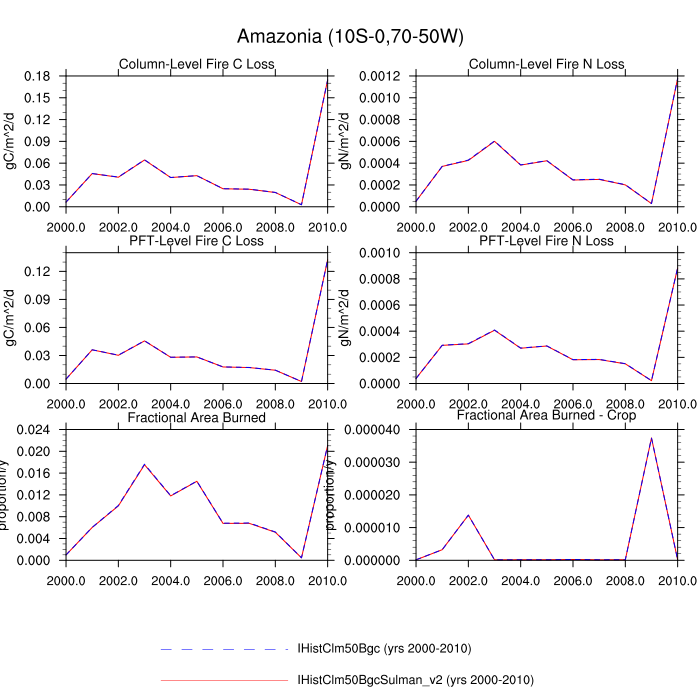 Amazonia (10S-0,70-50W)
Column-Level Fire C Loss
gC/m^2/d
0.18
0.15
0.12
0.09
0.06
0.03
0.00
2000.0 2002.0 2004.0 2006.0 2008.0 2010.0
Column-Level Fire N Loss
gN/m^2/d
0.0012
0.0010
0.0008
0.0006
0.0004
0.0002
0.0000
2000.0 2002.0 2004.0 2006.0 2008.0 2010.0
PFT-Level Fire C Loss
gC/m^2/d
0.12
0.09
0.06
0.03
0.00
2000.0 2002.0 2004.0 2006.0 2008.0 2010.0
PFT-Level Fire N Loss
gN/m^2/d
0.0010
0.0008
0.0006
0.0004
0.0002
0.0000
2000.0 2002.0 2004.0 2006.0 2008.0 2010.0
Fractional Area Burned
proportion/y
0.024
0.020
0.016
0.012
0.008
0.004
0.000
2000.0 2002.0 2004.0 2006.0 2008.0 2010.0
Fractional Area Burned - Crop
proportion/y
0.000040
0.000030
0.000020
0.000010
0.000000
2000.0 2002.0 2004.0 2006.0 2008.0 2010.0
IHistClm50Bgc (yrs 2000-2010)
IHistClm50BgcSulman_v2 (yrs 2000-2010)